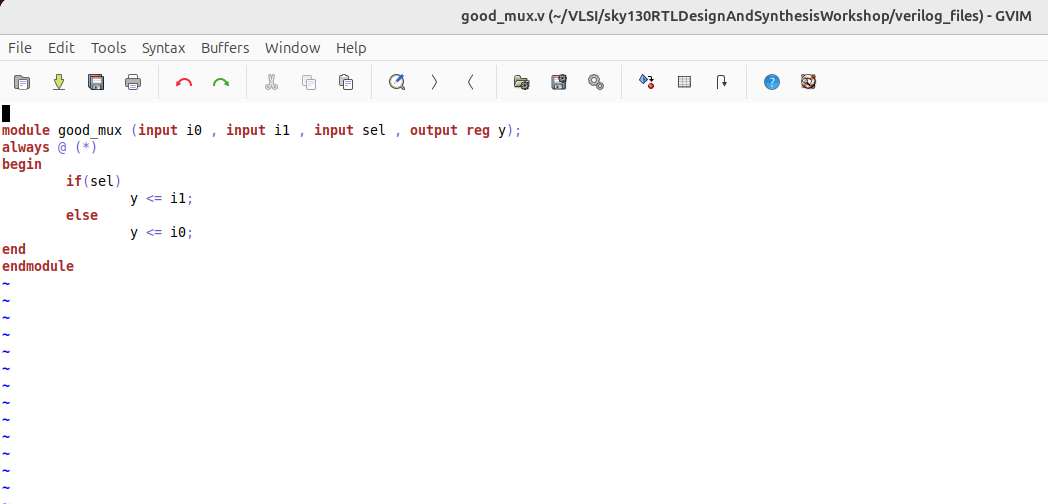 good_mux.v (~/VLSI/sky130RTLDesignAndSynthesisWorkshop/verilog_files) - GVIM
File Edit Tools Syntax Buffers Window Help
module good_mux (input i0 , input i1 , input sel , output reg y);
always @ (*)
begin
        if(sel)
                y <= i1;
        else
                y <= i0;
end
endmodule
~
~
~
~
~
~
~
~
~
~
~
~
~